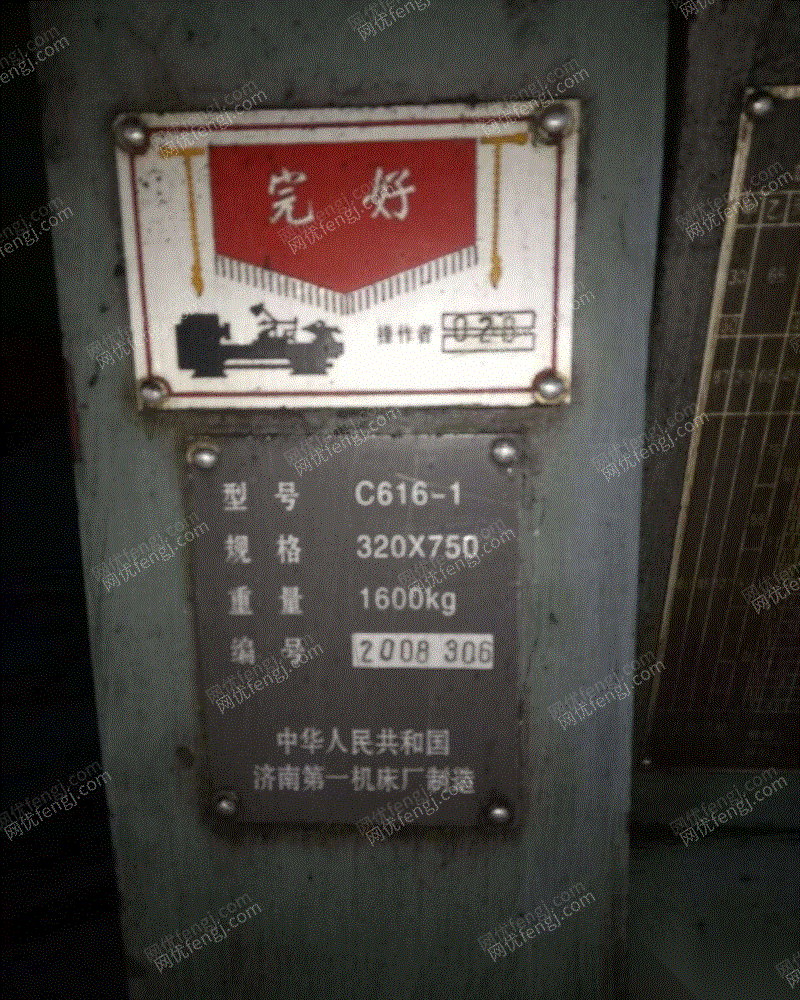 完 好
操作者 020
型号 C616-1
规格 320X750
重量 1600kg
编号 2008 306
中华人民共和国
济南第一机床厂制造
网优fengj.com